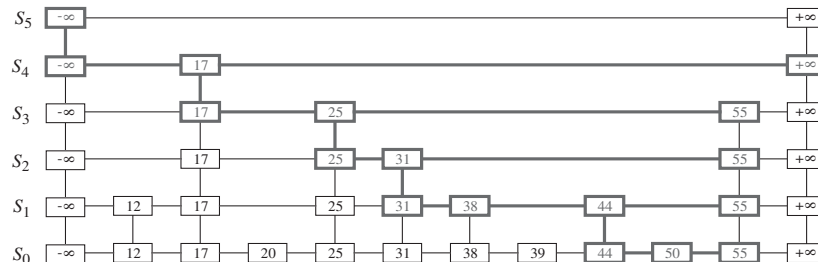 S5 -∞ +∞
S4 -∞ 17 +∞
S3 -∞ 17 25 55 +∞
S2 -∞ 17 25 31 55 +∞
S1 -∞ 12 17 25 31 38 44 55 +∞
S0 -∞ 12 17 20 25 31 38 39 44 50 55 +∞